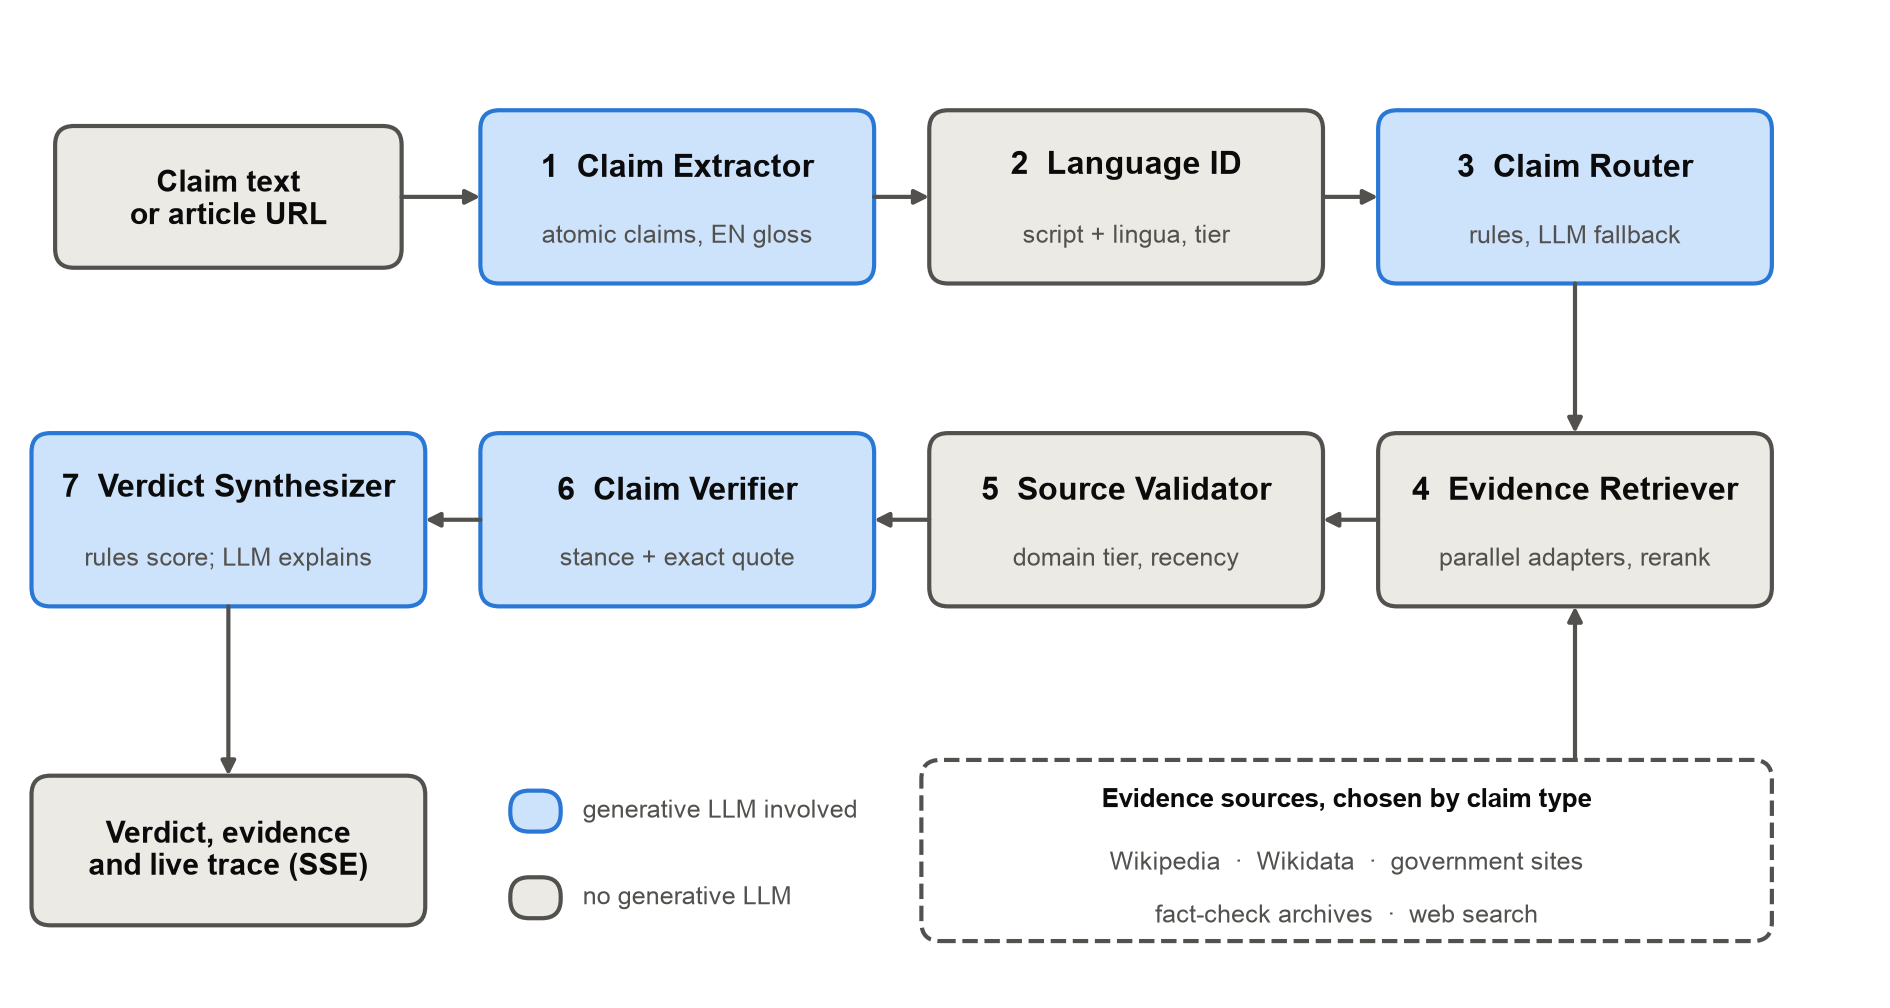 Claim text
or article URL
1 Claim Extractor
atomic claims, EN gloss
2 Language ID
script + lingua, tier
3 Claim Router
rules, LLM fallback
7 Verdict Synthesizer
rules score; LLM explains
6 Claim Verifier
stance + exact quote
5 Source Validator
domain tier, recency
4 Evidence Retriever
parallel adapters, rerank
Verdict, evidence
and live trace (SSE)
generative LLM involved
no generative LLM
Evidence sources, chosen by claim type
Wikipedia · Wikidata · government sites
fact-check archives · web search